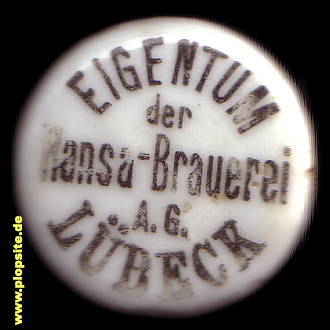 EIGENTUM
der
Hansa-Brauerei
A.G.
LÜBECK
www.plopsite.de